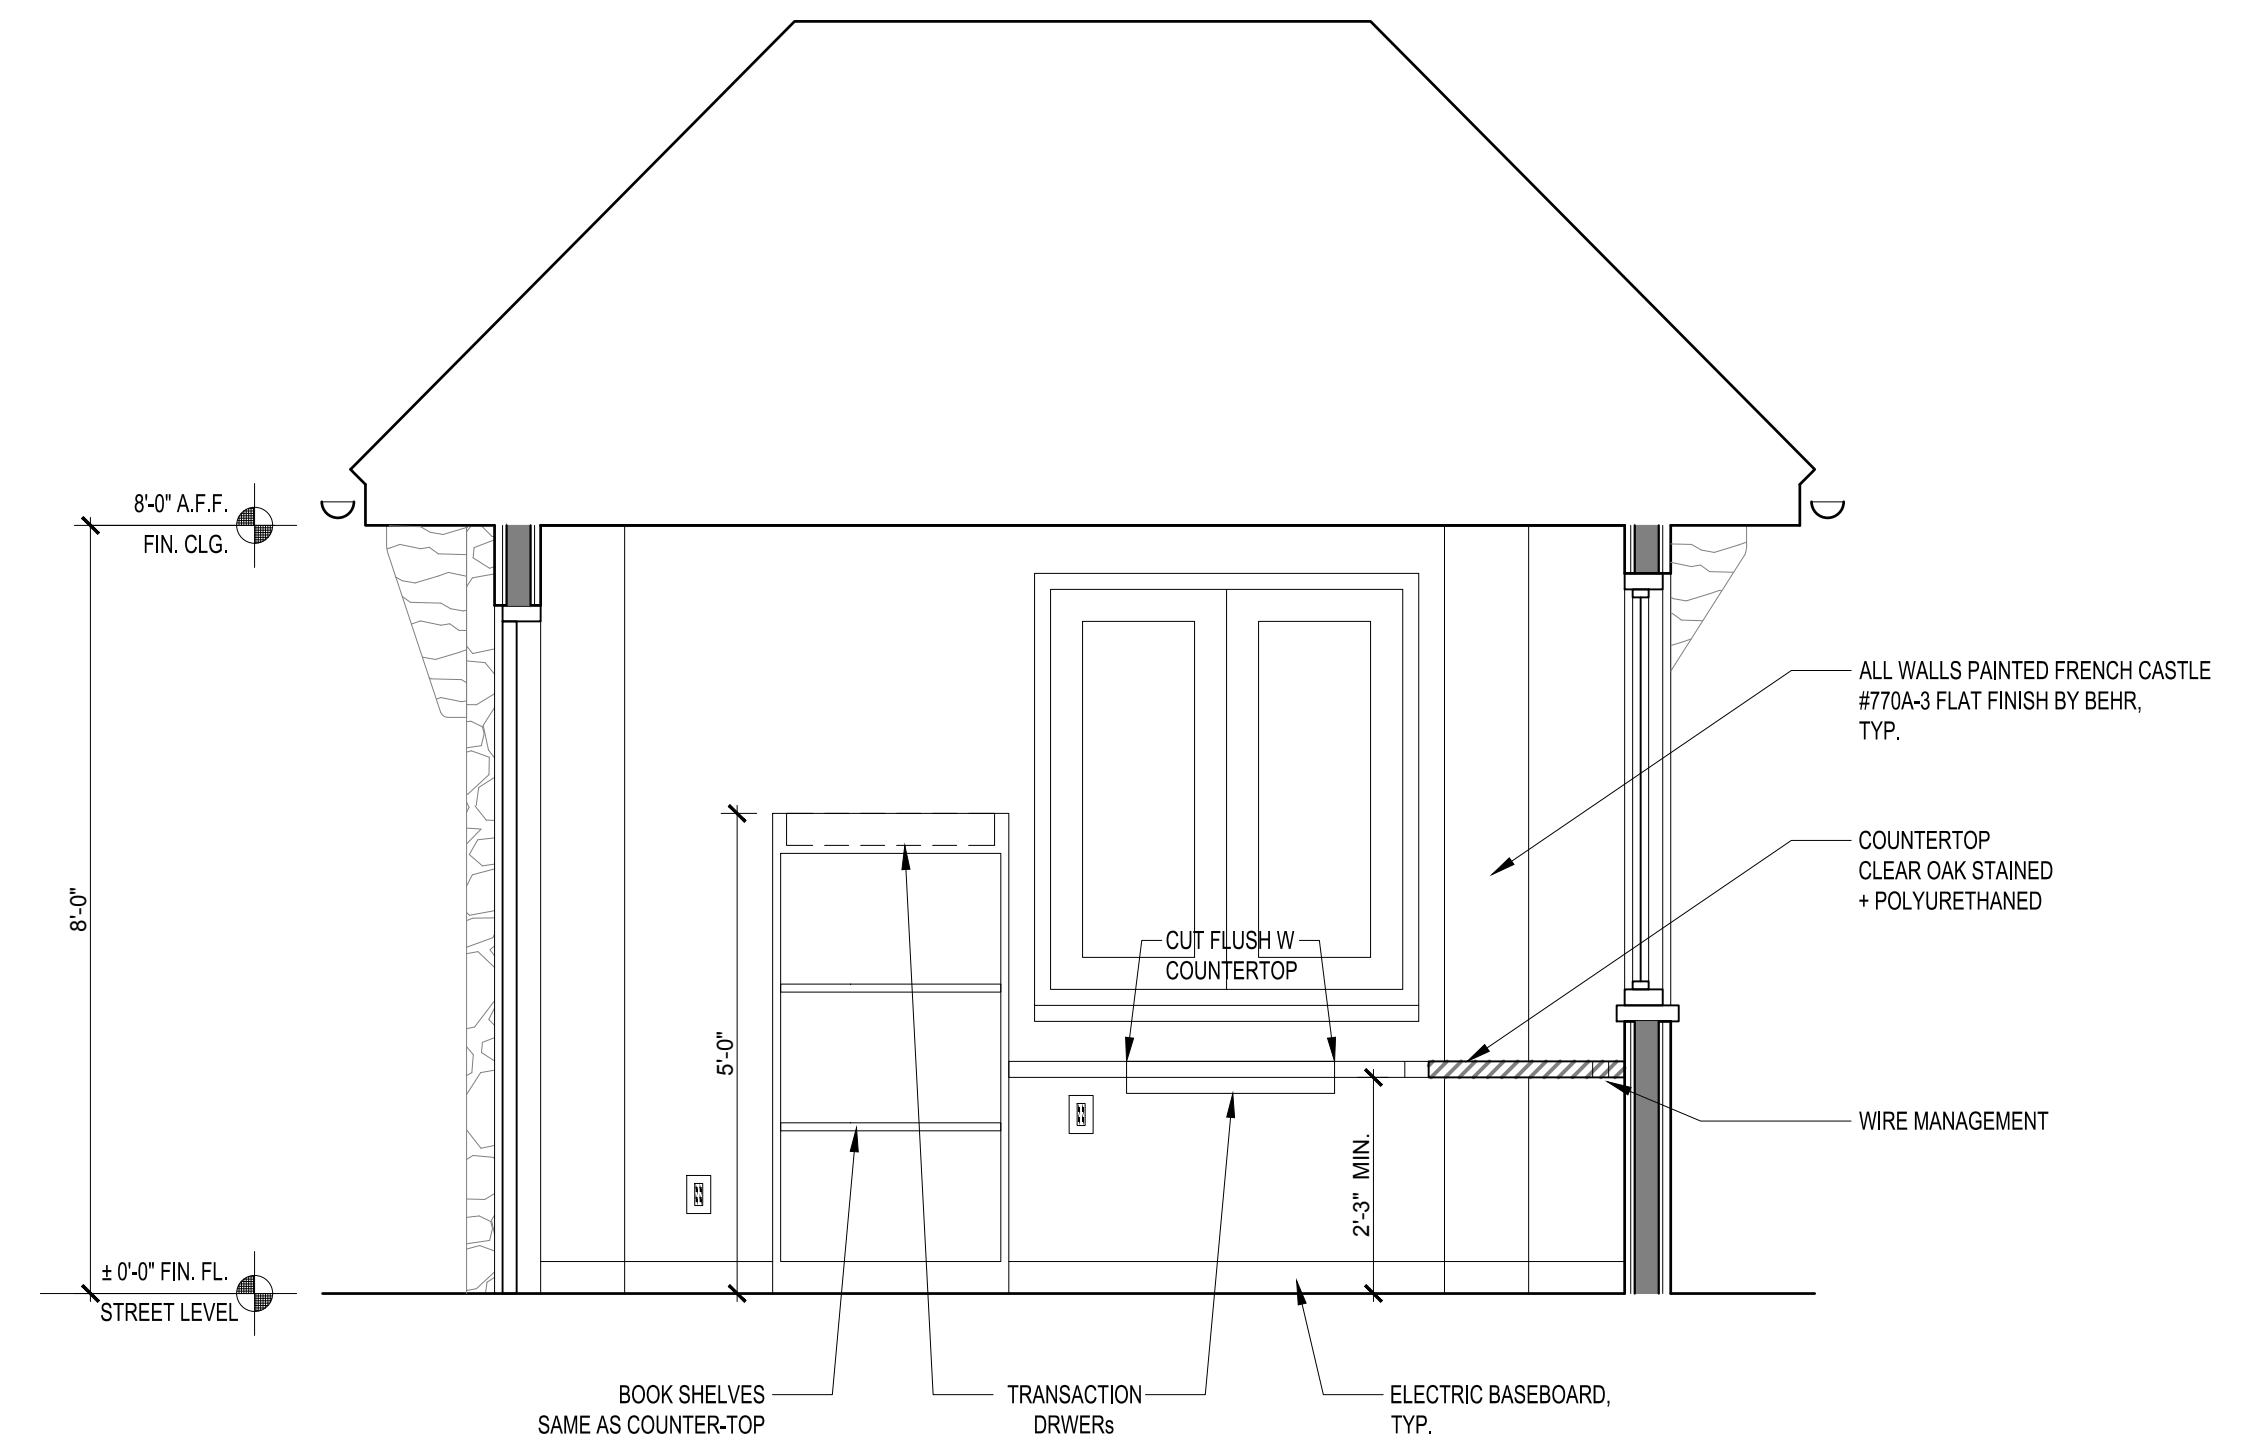 8'-0" A.F.F.
FIN. CLG.
8'-0"
± 0'-0" FIN. FL.
STREET LEVEL
5'-0"
CUT FLUSH W
COUNTERTOP
2'-3" MIN.
ALL WALLS PAINTED FRENCH CASTLE
#770A-3 FLAT FINISH BY BEHR,
TYP.
COUNTERTOP
CLEAR OAK STAINED
+ POLYURETHANED
WIRE MANAGEMENT
BOOK SHELVES
SAME AS COUNTER-TOP
TRANSACTION
DRWERs
ELECTRIC BASEBOARD,
TYP.